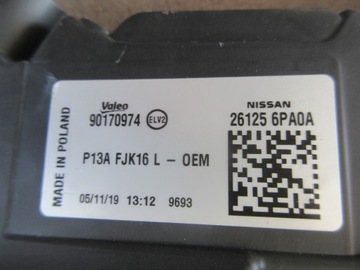 MADE IN POLAND
Valeo
90170974 ELV2
P13A FJK16 L - OEM
05/11/19 13:12 9693
NISSAN
26125 6PA0A